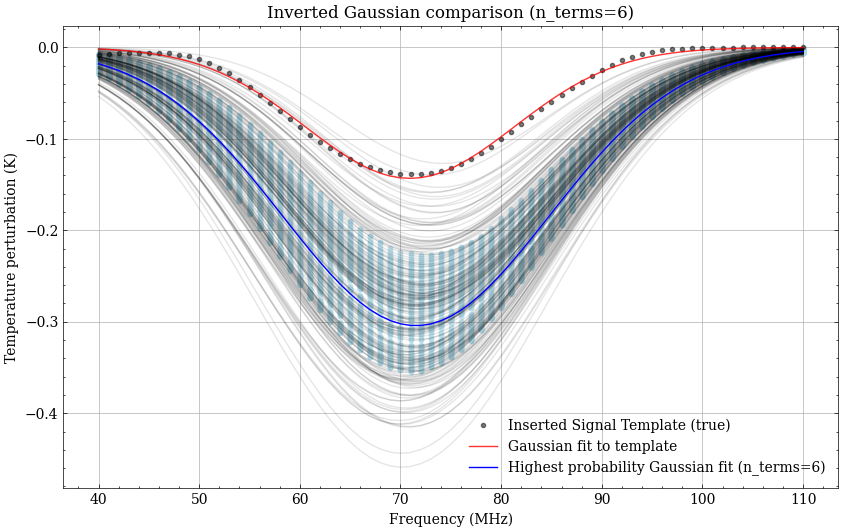 Inverted Gaussian comparison (n_terms=6)
0.0
−0.1
−0.2
−0.3
−0.4
Temperature perturbation (K)
Inserted Signal Template (true)
Gaussian fit to template
Highest probability Gaussian fit (n_terms=6)
40 50 60 70 80 90 100 110
Frequency (MHz)